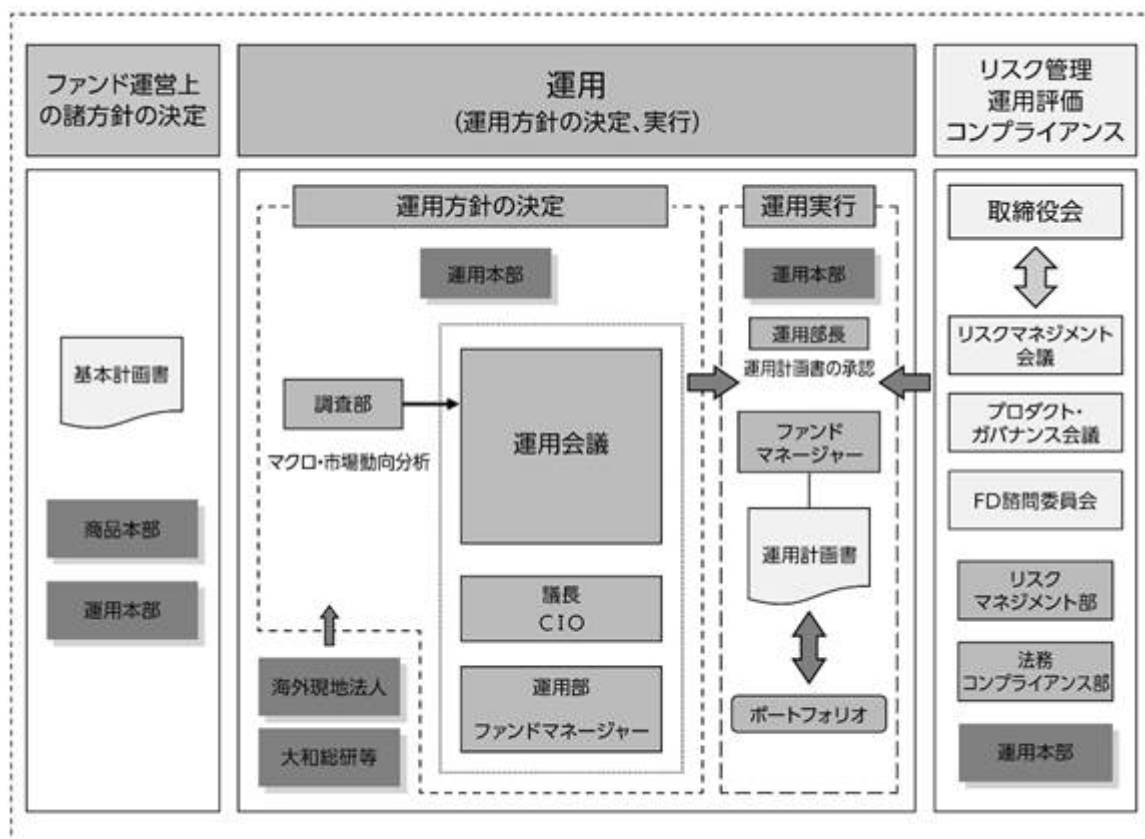 ファンド運営上
の諸方針の決定
運用
(運用方針の決定、実行)
リスク管理
運用評価
コンプライアンス
基本計画書
商品本部
運用本部
運用方針の決定
運用本部
調査部
マクロ・市場動向分析
運用会議
議長
CIO
運用部
ファンドマネージャー
海外現地法人
大和総研等
運用実行
運用本部
運用部長
運用計画書の承認
ファンド
マネージャー
運用計画書
ポートフォリオ
取締役会
リスクマネジメント
会議
プロダクト・
ガバナンス会議
FD諮問委員会
リスク
マネジメント部
法務
コンプライアンス部
運用本部